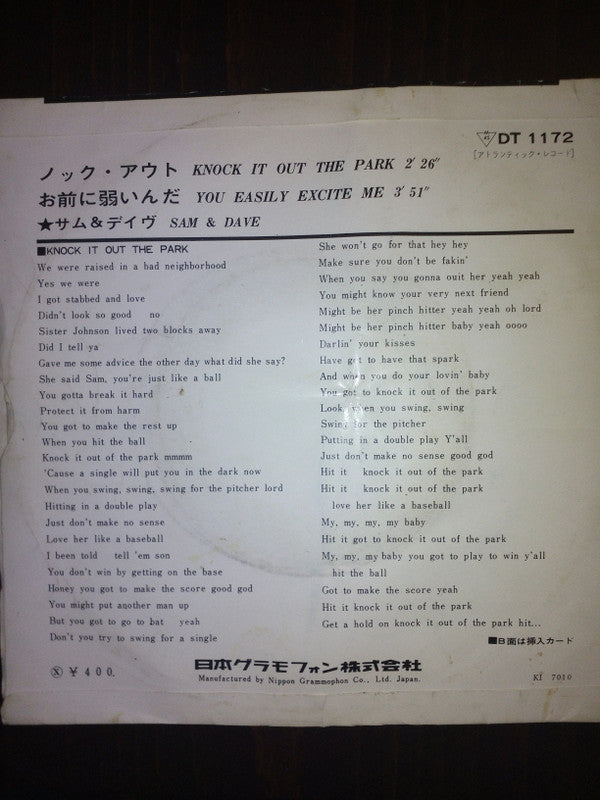 DT 1172
[アトランティック・レコード]
ノック・アウト KNOCK IT OUT THE PARK 2' 26"
お前に弱いんだ YOU EASILY EXCITE ME 3' 51"
★サム&デイヴ SAM & DAVE
■KNOCK IT OUT THE PARK
We were raised in a bad neighborhood
Yes we were
I got stabbed and love
Didn't look so good no
Sister Johnson lived two blocks away
Did I tell ya
Gave me some advice the other day what did she say?
She said Sam, you're just like a ball
You gotta break it hard
Protect it from harm
You got to make the rest up
When you hit the ball
Knock it out of the park mmmm
'Cause a single will put you in the dark now
When you swing, swing, swing for the pitcher lord
Hitting in a double play
Just don't make no sense
Love her like a baseball
I been told tell 'em son
You don't win by getting on the base
Honey you got to make the score good god
You might put another man up
But you got to go to bat yeah
Don't you try to swing for a single
She won't go for that hey hey
Make sure you don't be fakin'
When you say you gonna ouit her yeah yeah
You might know your very next friend
Might be her pinch hitter yeah yeah oh lord
Might be her pinch hitter baby yeah oooo
Darlin' your kisses
Have got to have that spark
And when you do your lovin' baby
You got to knock it out of the park
Look, when you swing, swing
Swing for the pitcher
Putting in a double play Y'all
Just don't make no sense good god
Hit it knock it out of the park
Hit it knock it out of the park
love her like a baseball
My, my, my, my baby
Hit it got to knock it out of the park
My, my, my baby you got to play to win y'all
hit the ball
Got to make the score yeah
Hit it knock it out of the park
Get a hold on knock it out of the park hit...
■B面は挿入カード
Ⓧ ¥400.
日本グラモフォン株式会社
Manufactured by Nippon Grammophon Co., Ltd. Japan.
Kf 7010